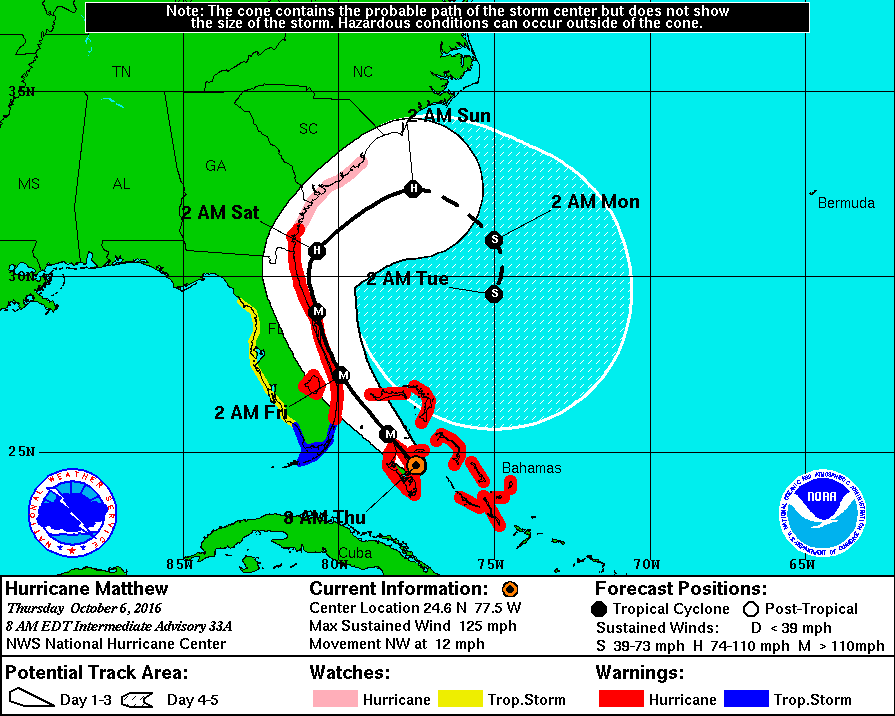 Note: The cone contains the probable path of the storm center but does not show
the size of the storm. Hazardous conditions can occur outside of the cone.
TN
NC
35N
2 AM Sun
SC
GA
MS
AL
2 AM Sat
2 AM Mon
Bermuda
H
S
H
30N
2 AM Tue
S
M
FL
M
2 AM Fri
M
25N
Bahamas
NATIONAL WEATHER SERVICE
NOAA
8 AM Thu
Cuba
85W
80W
75W
70W
65W
Hurricane Matthew
Thursday October 6, 2016
8 AM EDT Intermediate Advisory 33A
NWS National Hurricane Center
Current Information:
Center Location 24.6 N 77.5 W
Max Sustained Wind 125 mph
Movement NW at 12 mph
Forecast Positions:
Tropical Cyclone Post-Tropical
Sustained Winds: D < 39 mph
S 39-73 mph H 74-110 mph M > 110mph
Potential Track Area:
Day 1-3 Day 4-5
Watches:
Hurricane Trop.Storm
Warnings:
Hurricane Trop.Storm